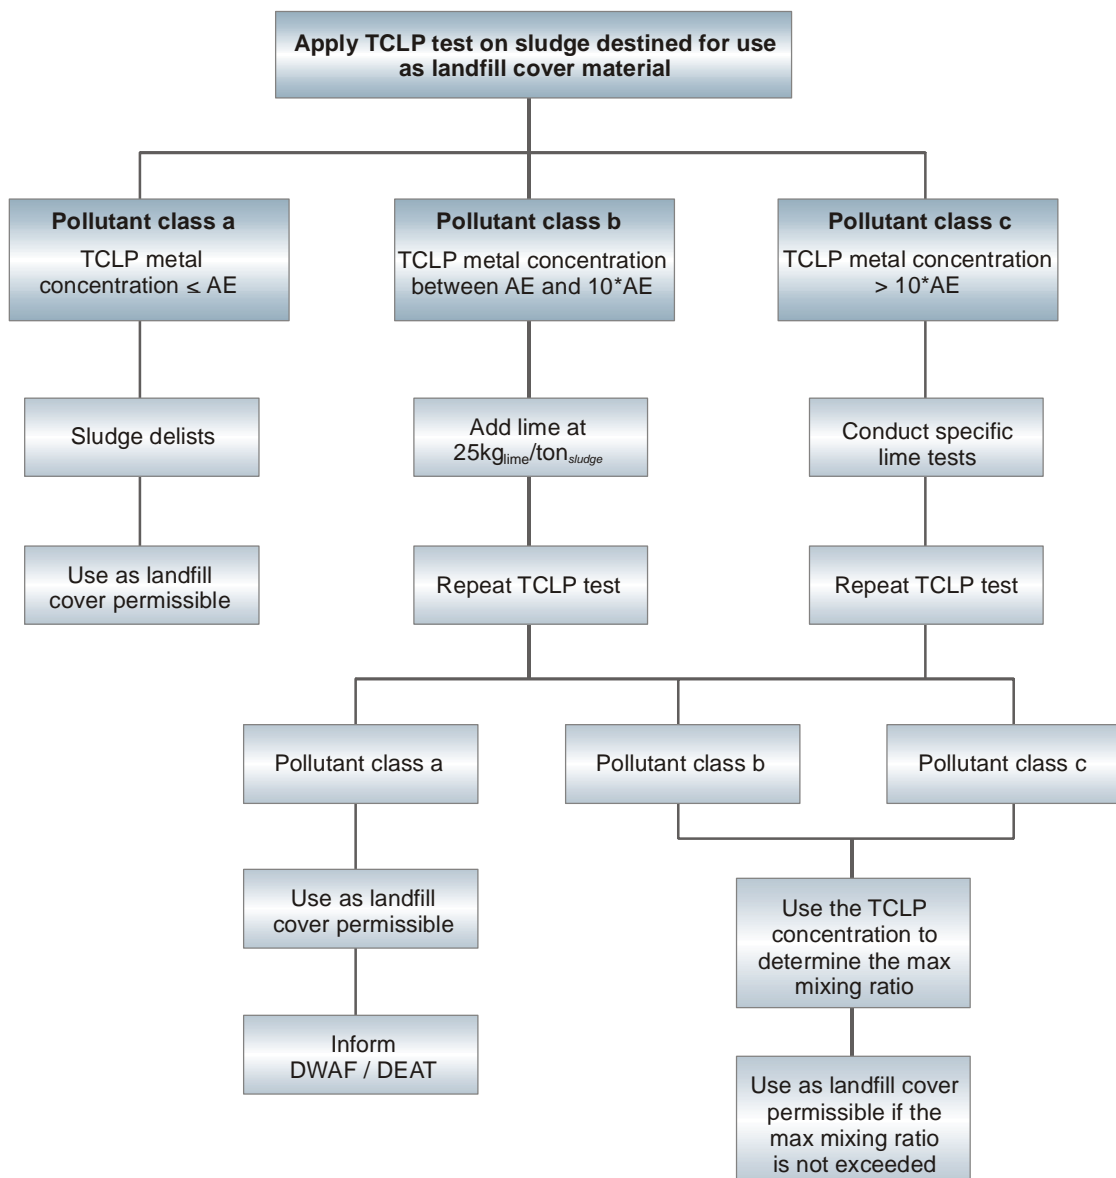 Apply TCLP test on sludge destined for use
as landfill cover material
Pollutant class a
TCLP metal
concentration ≤ AE
Pollutant class b
TCLP metal concentration
between AE and 10*AE
Pollutant class c
TCLP metal concentration
> 10*AE
Sludge delists
Add lime at
25kglime/tonsludge
Conduct specific
lime tests
Use as landfill
cover permissible
Repeat TCLP test
Repeat TCLP test
Pollutant class a
Pollutant class b
Pollutant class c
Use as landfill
cover permissible
Use the TCLP
concentration to
determine the max
mixing ratio
Inform
DWAF / DEAT
Use as landfill cover
permissible if the
max mixing ratio
is not exceeded